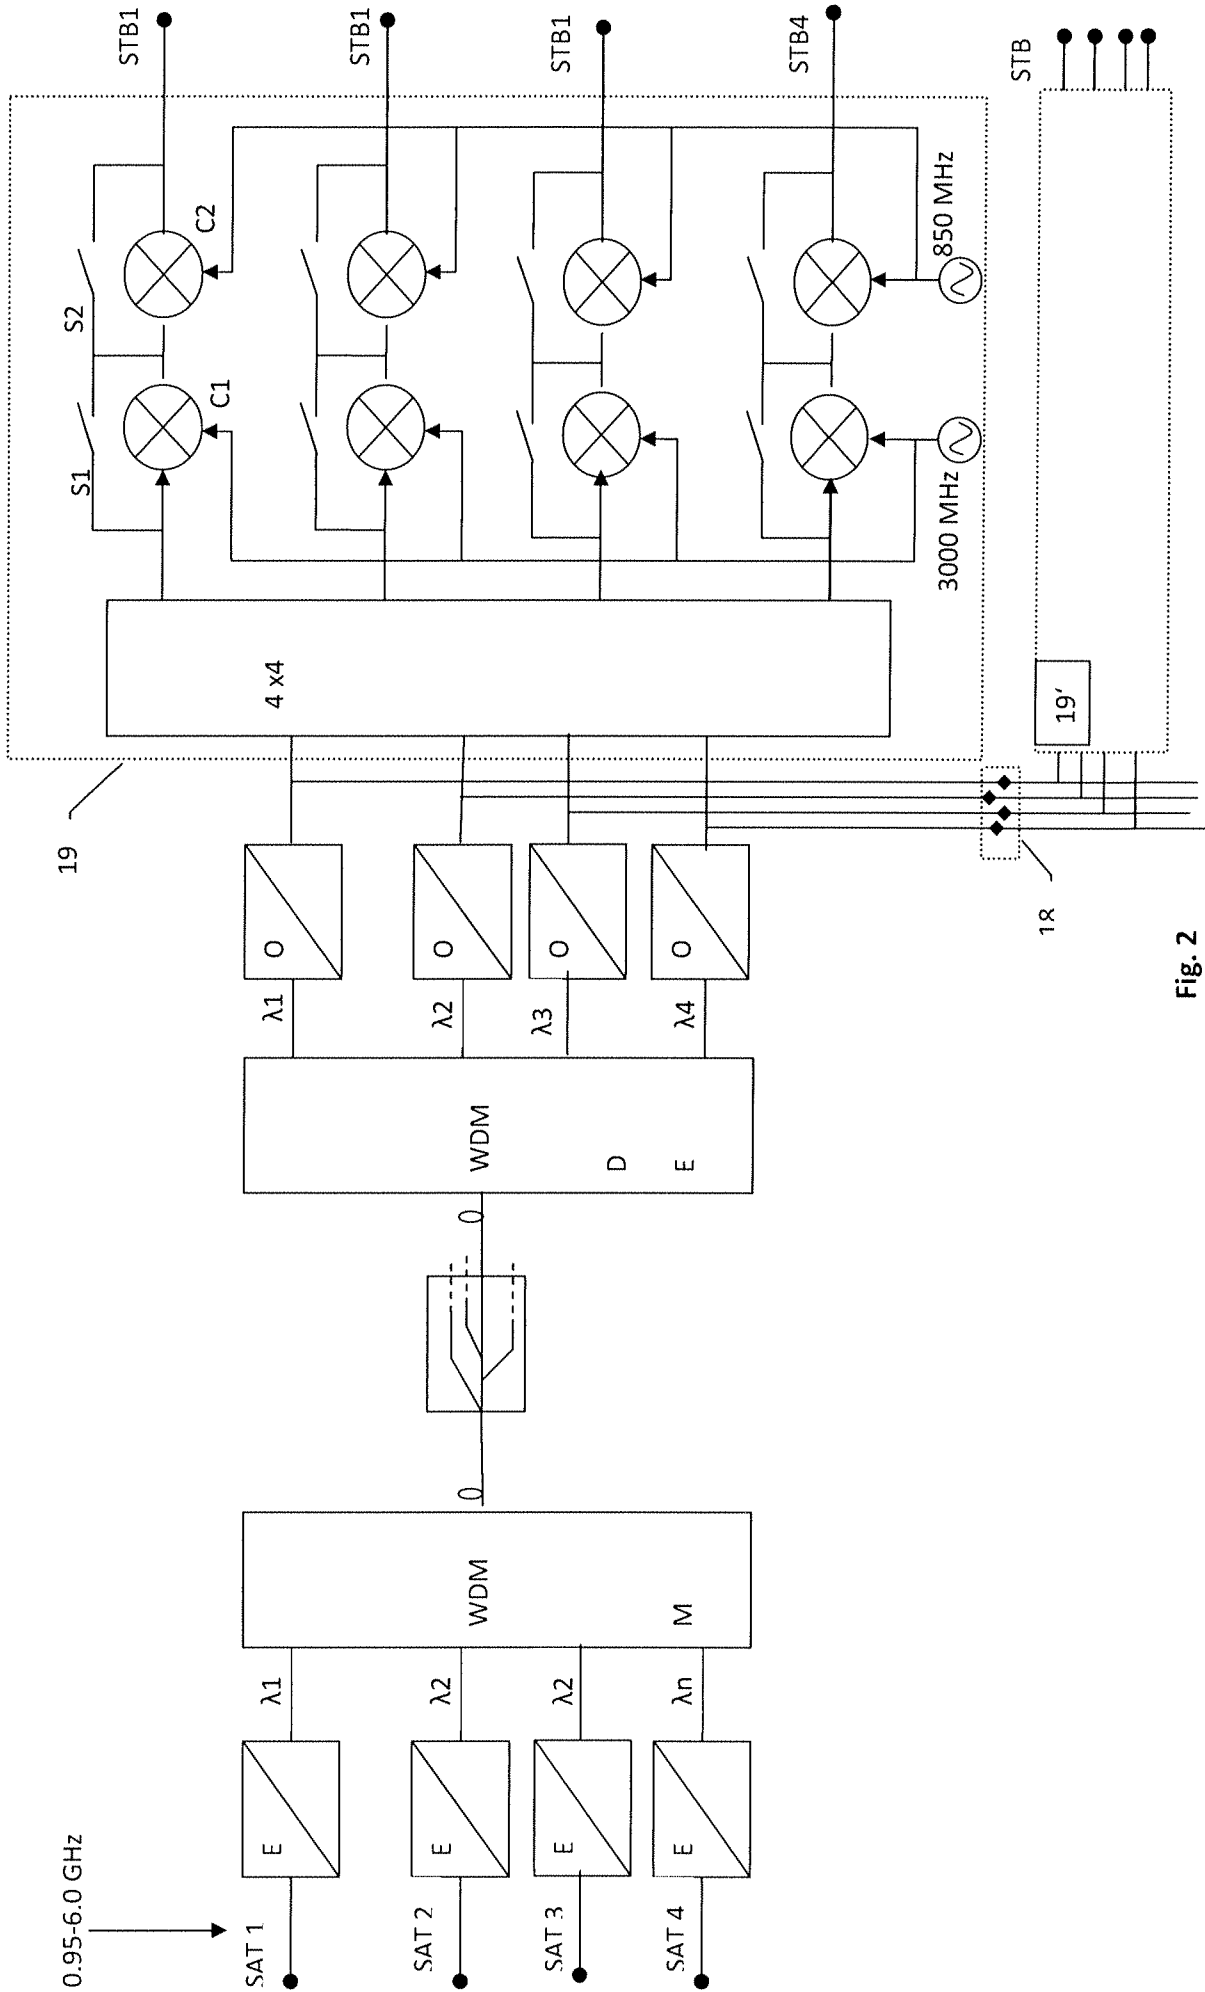 0.95-6.0 GHz
SAT 1
SAT 2
SAT 3
SAT 4
E
E
E
E
λ1
λ2
λ2
λn
WDM
M
WDM
D
E
λ1
λ2
λ3
λ4
O
O
O
O
19
18
4 x4
S1
C1
S2
C2
3000 MHz
850 MHz
STB1
STB1
STB1
STB4
19'
STB
Fig. 2